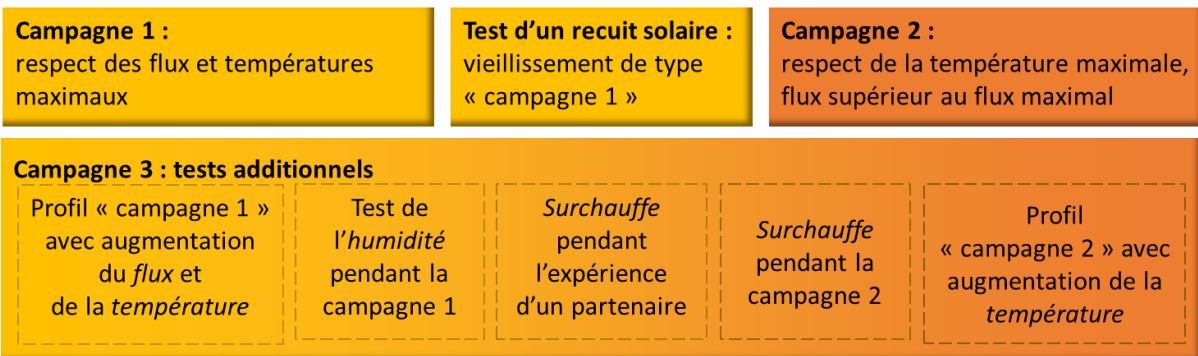 Campagne 1 :
respect des flux et températures
maximaux
Test d’un recuit solaire :
vieillissement de type
« campagne 1 »
Campagne 2 :
respect de la température maximale,
flux supérieur au flux maximal
Campagne 3 : tests additionnels
Profil « campagne 1 »
avec augmentation
du flux et
de la température
Test de
l’humidité
pendant la
campagne 1
Surchauffe
pendant
l’expérience
d’un partenaire
Surchauffe
pendant la
campagne 2
Profil
« campagne 2 » avec
augmentation de la
température